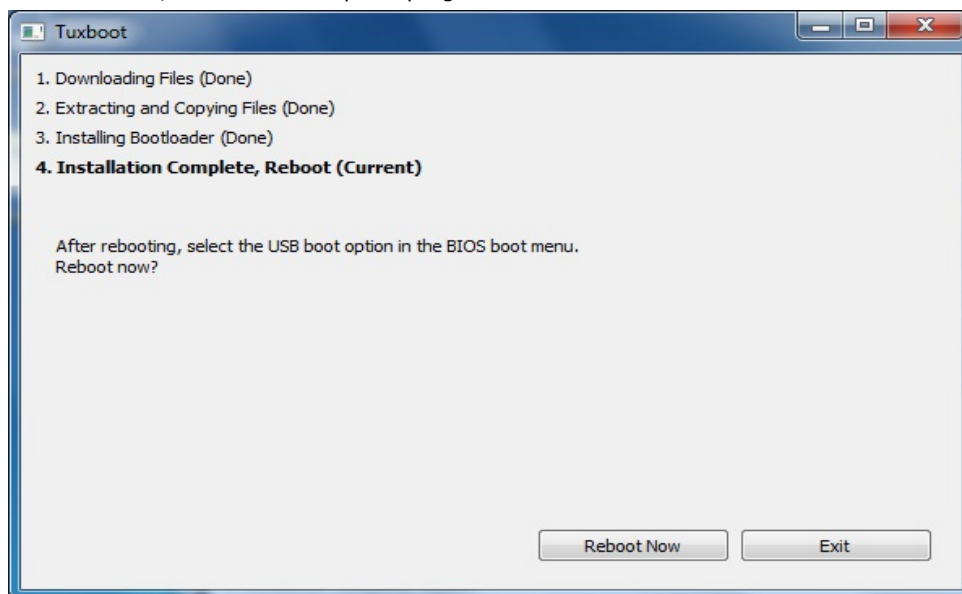 Tuxboot
1. Downloading Files (Done)
2. Extracting and Copying Files (Done)
3. Installing Bootloader (Done)
4. Installation Complete, Reboot (Current)
After rebooting, select the USB boot option in the BIOS boot menu.
Reboot now?
Reboot Now
Exit